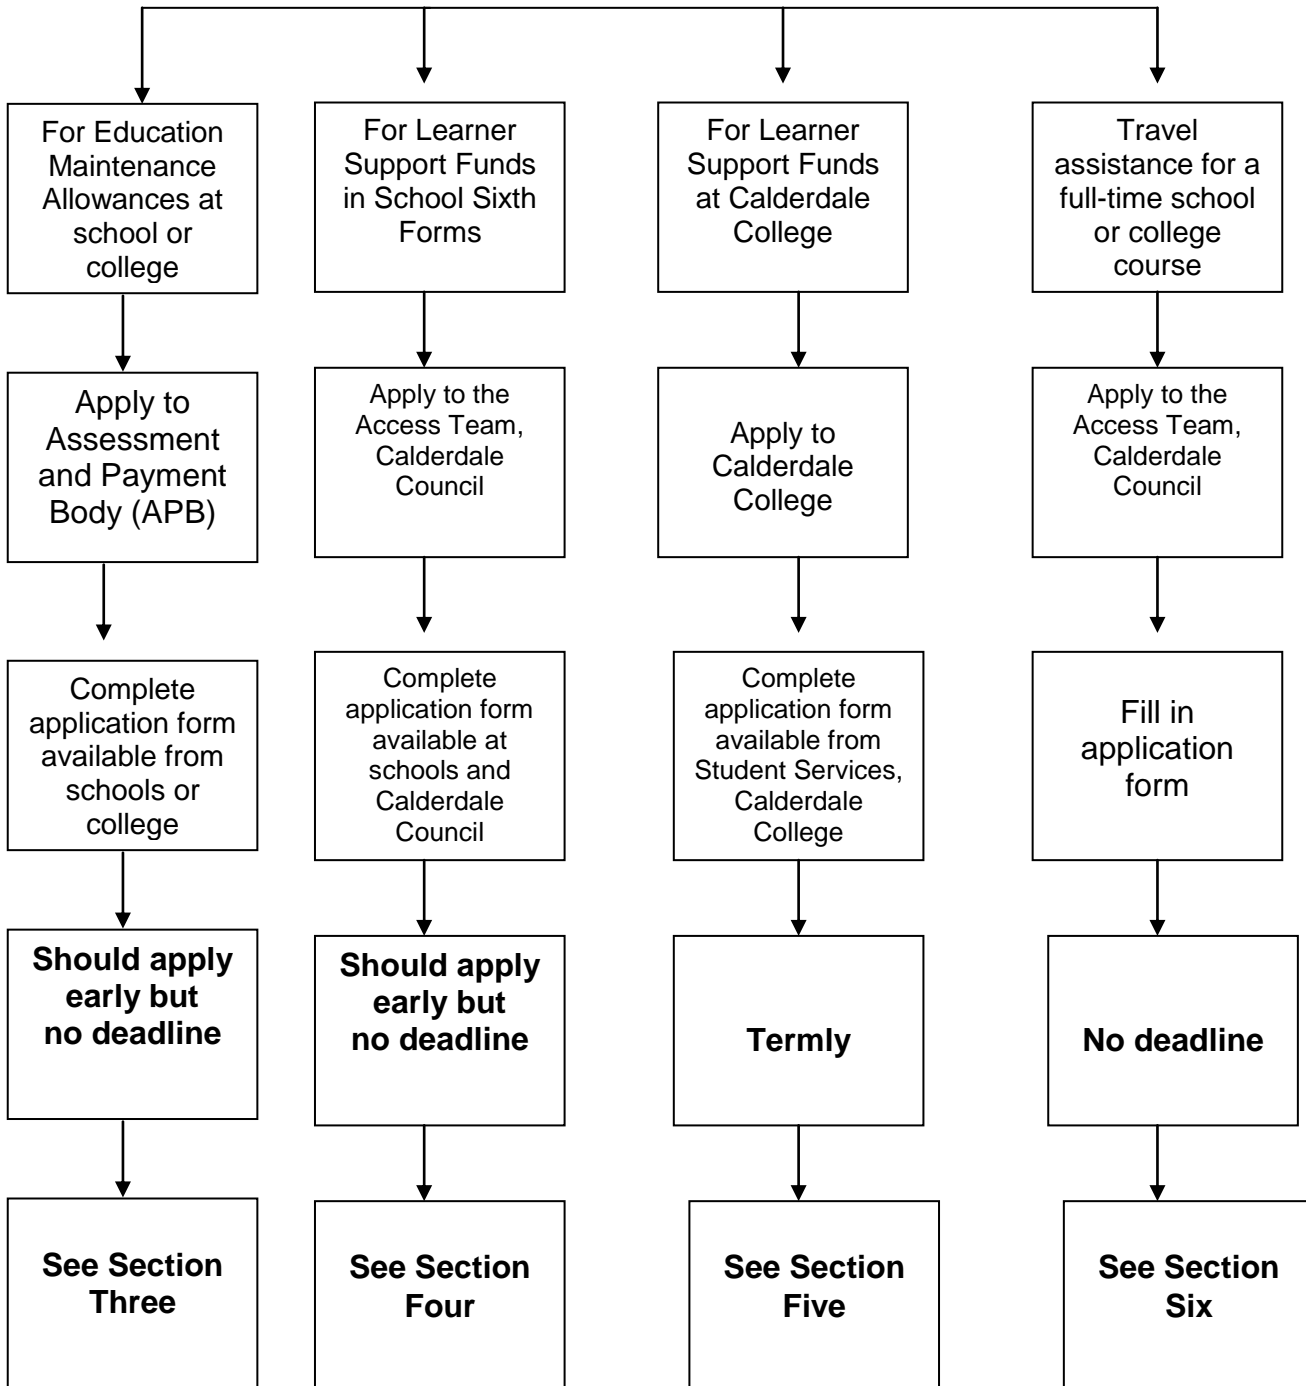 For Education
Maintenance
Allowances at
school or
college
For Learner
Support Funds
in School Sixth
Forms
For Learner
Support Funds
at Calderdale
College
Travel
assistance for a
full-time school
or college
course
Apply to
Assessment
and Payment
Body (APB)
Apply to the
Access Team,
Calderdale
Council
Apply to
Calderdale
College
Apply to the
Access Team,
Calderdale
Council
Complete
application form
available from
schools or
college
Complete
application form
available at
schools and
Calderdale
Council
Complete
application form
available from
Student Services,
Calderdale
College
Fill in
application
form
Should apply
early but
no deadline
Should apply
early but
no deadline
Termly
No deadline
See Section
Three
See Section
Four
See Section
Five
See Section
Six